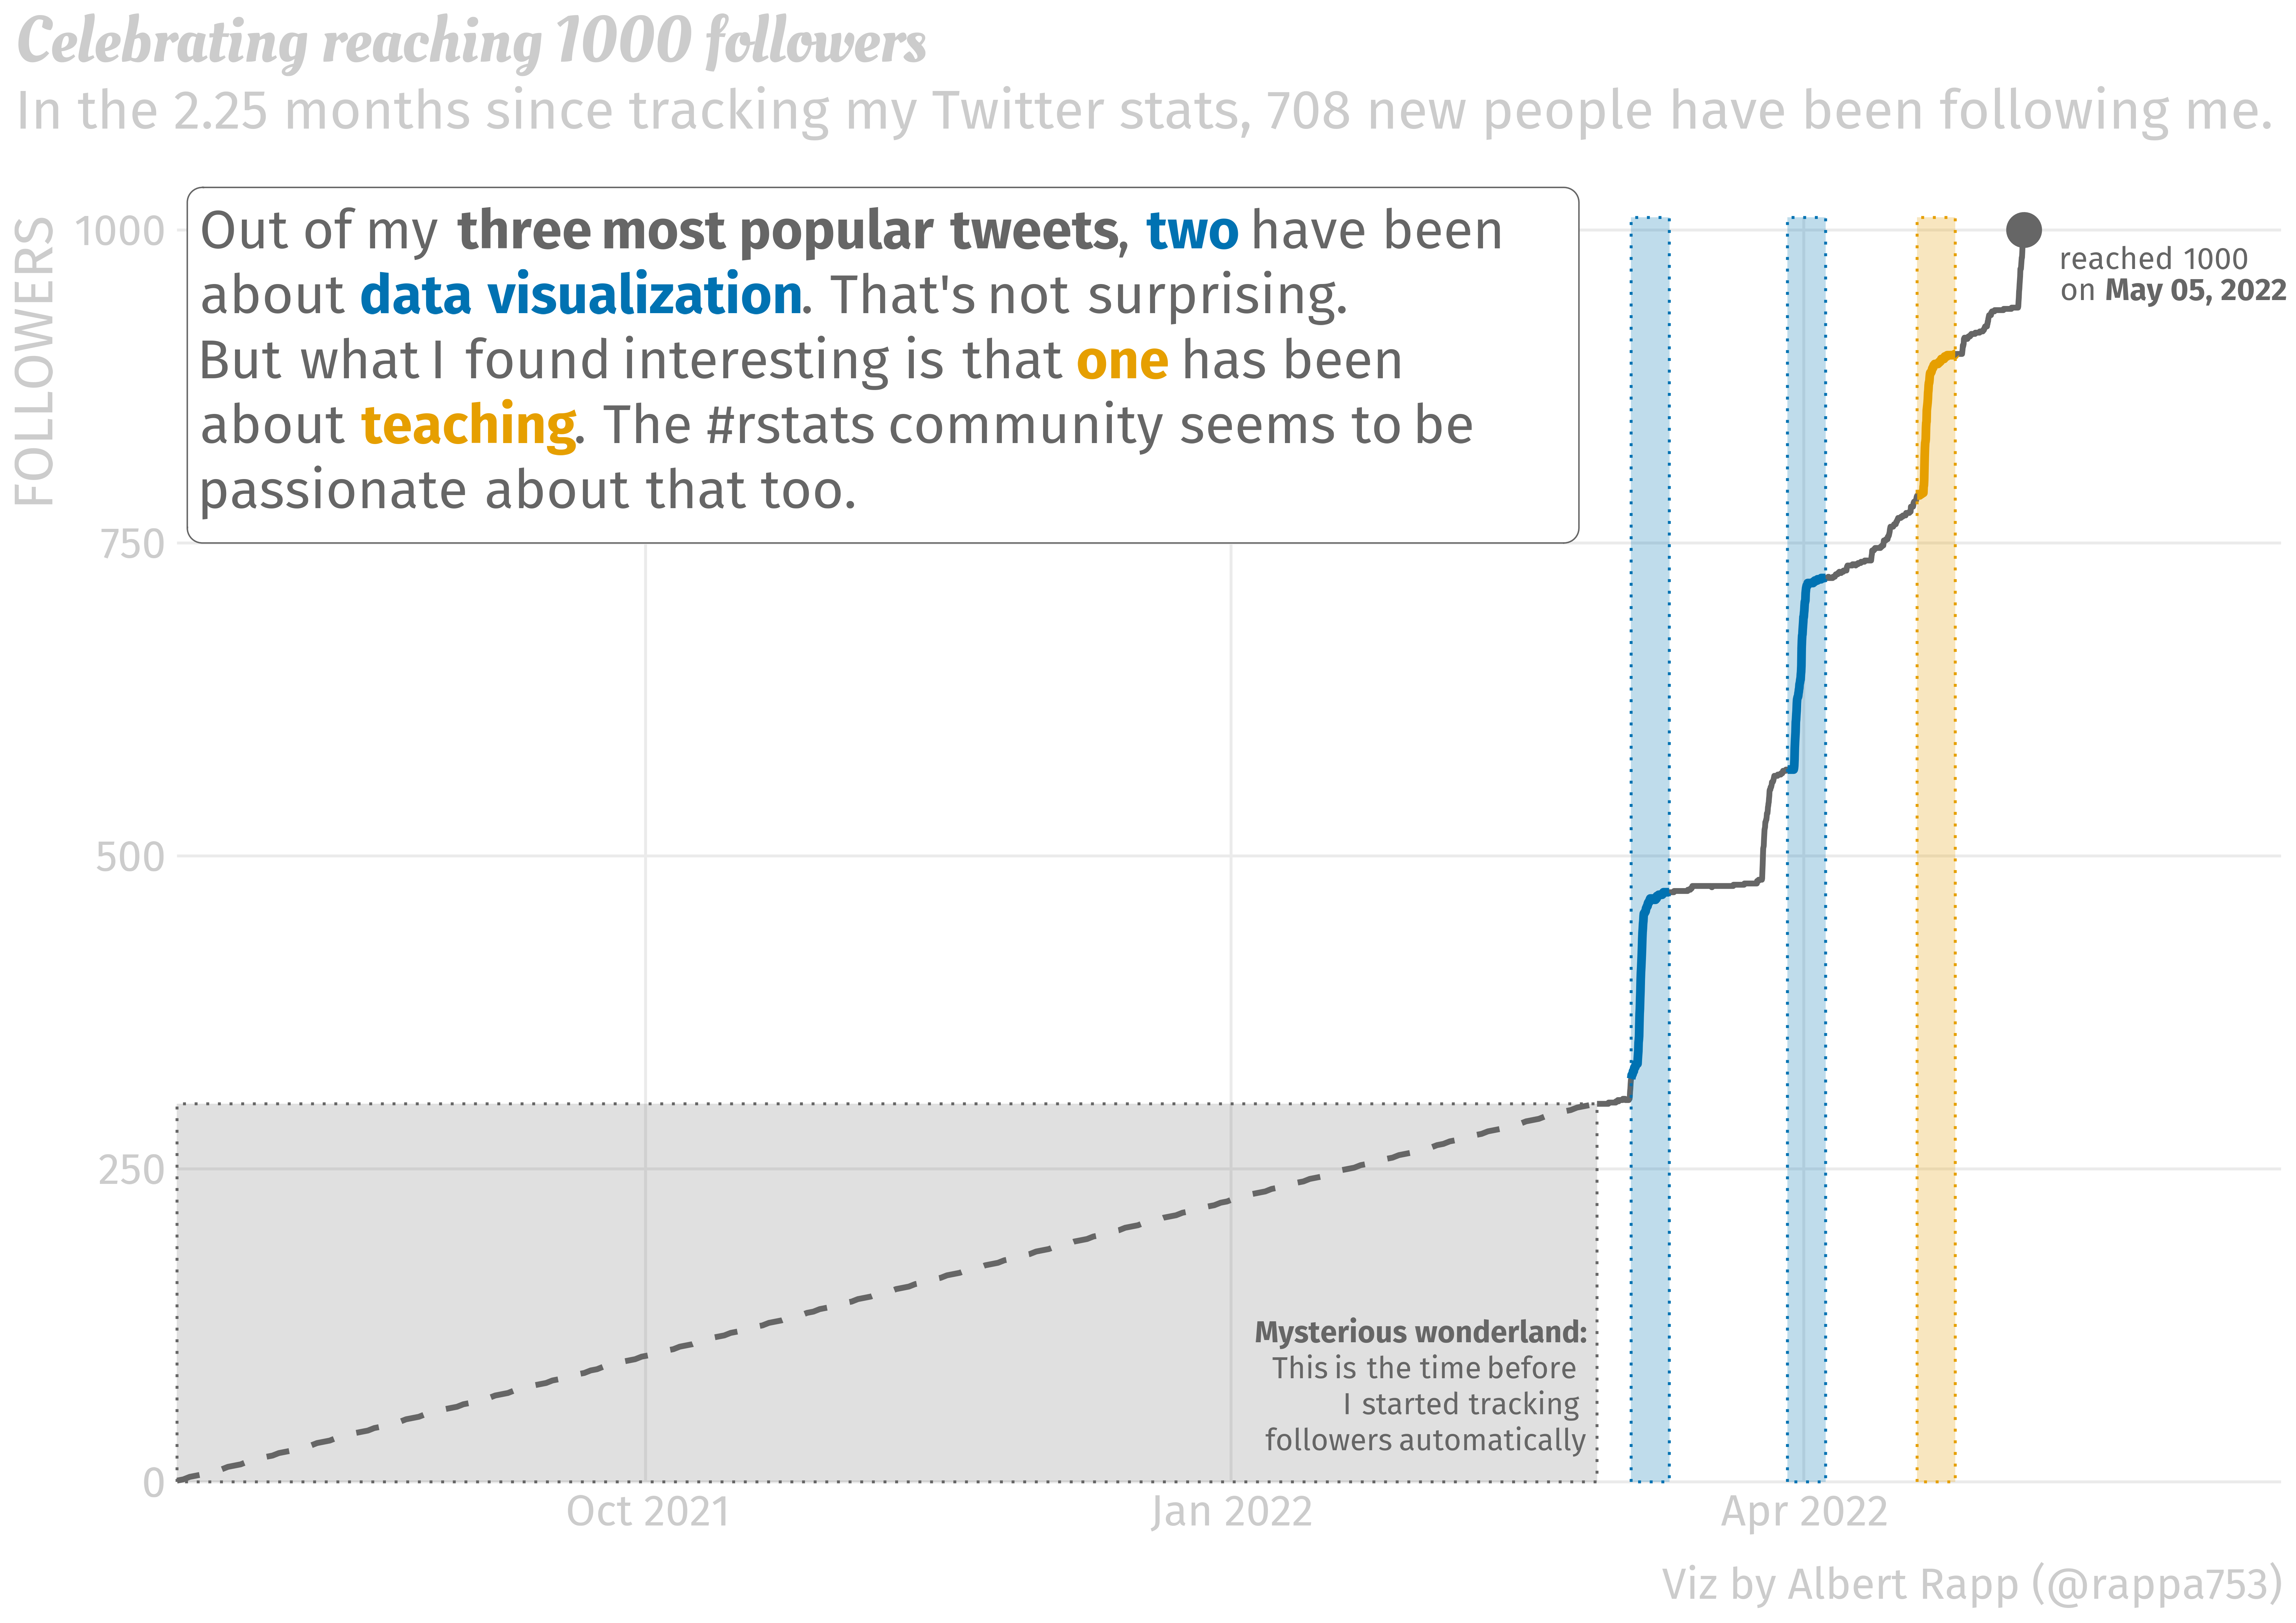 Celebrating reaching 1000 followers
In the 2.25 months since tracking my Twitter stats, 708 new people have been following me.
FOLLOWERS
1000
750
500
250
0
Out of my three most popular tweets, two have been
about data visualization. That's not surprising.
But what I found interesting is that one has been
about teaching. The #rstats community seems to be
passionate about that too.
reached 1000
on May 05, 2022
Mysterious wonderland:
This is the time before
I started tracking
followers automatically
Oct 2021
Jan 2022
Apr 2022
Viz by Albert Rapp (@rappa753)